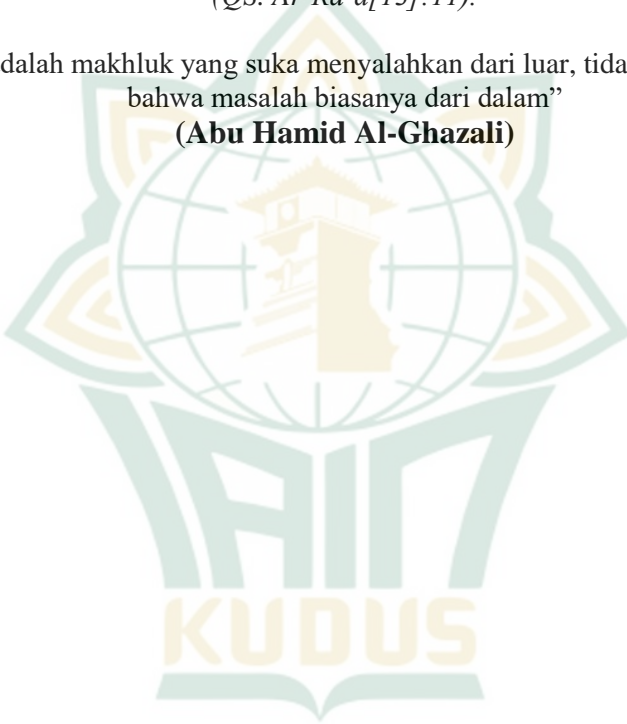 (QS. Ar-Ra'd[13]:11).
dalah makhluk yang suka menyalahkan dari luar, tida
bahwa masalah biasanya dari dalam”
(Abu Hamid Al-Ghazali)
IAIN
KUDUS